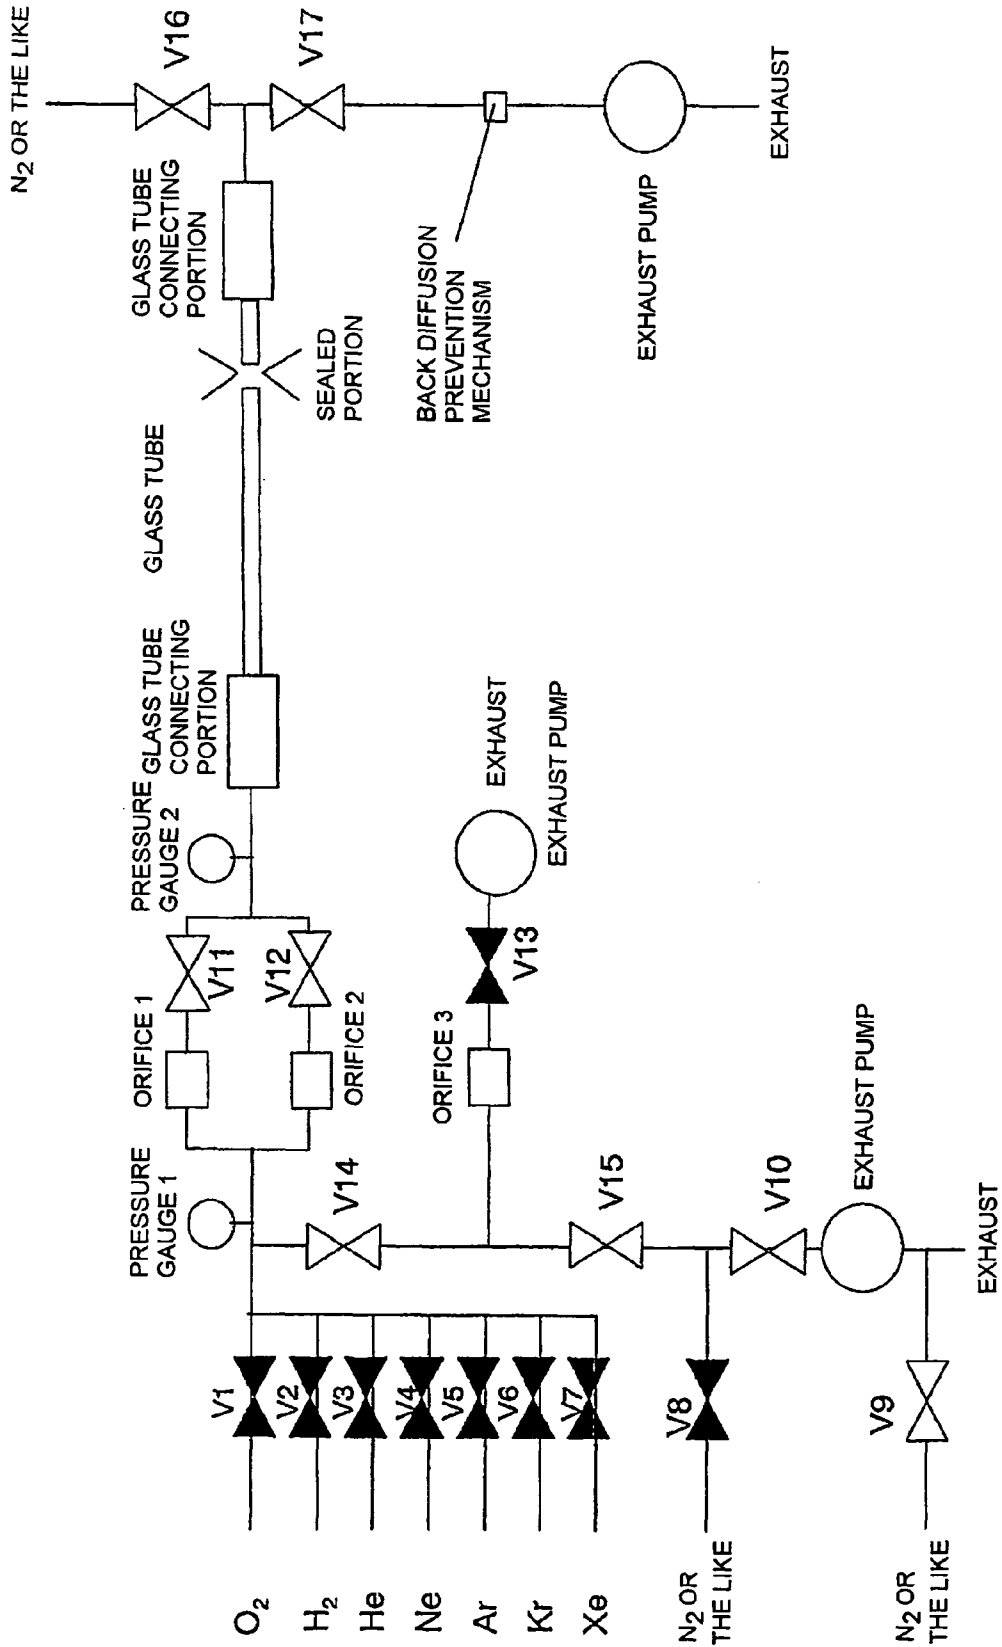 N2 OR THE LIKE
V16
V17
GLASS TUBE
CONNECTING
PORTION
SEALED
PORTION
BACK DIFFUSION
PREVENTION
MECHANISM
EXHAUST PUMP
EXHAUST
GLASS TUBE
GLASS TUBE
CONNECTING
PORTION
PRESSURE
GAUGE 2
EXHAUST
EXHAUST PUMP
V11
V12
V13
ORIFICE 1
ORIFICE 2
ORIFICE 3
PRESSURE
GAUGE 1
V14
V15
V10
EXHAUST PUMP
EXHAUST
V1
V2
V3
V4
V5
V6
V7
V8
V9
O2
H2
He
Ne
Ar
Kr
Xe
N2 OR
THE LIKE
N2 OR
THE LIKE